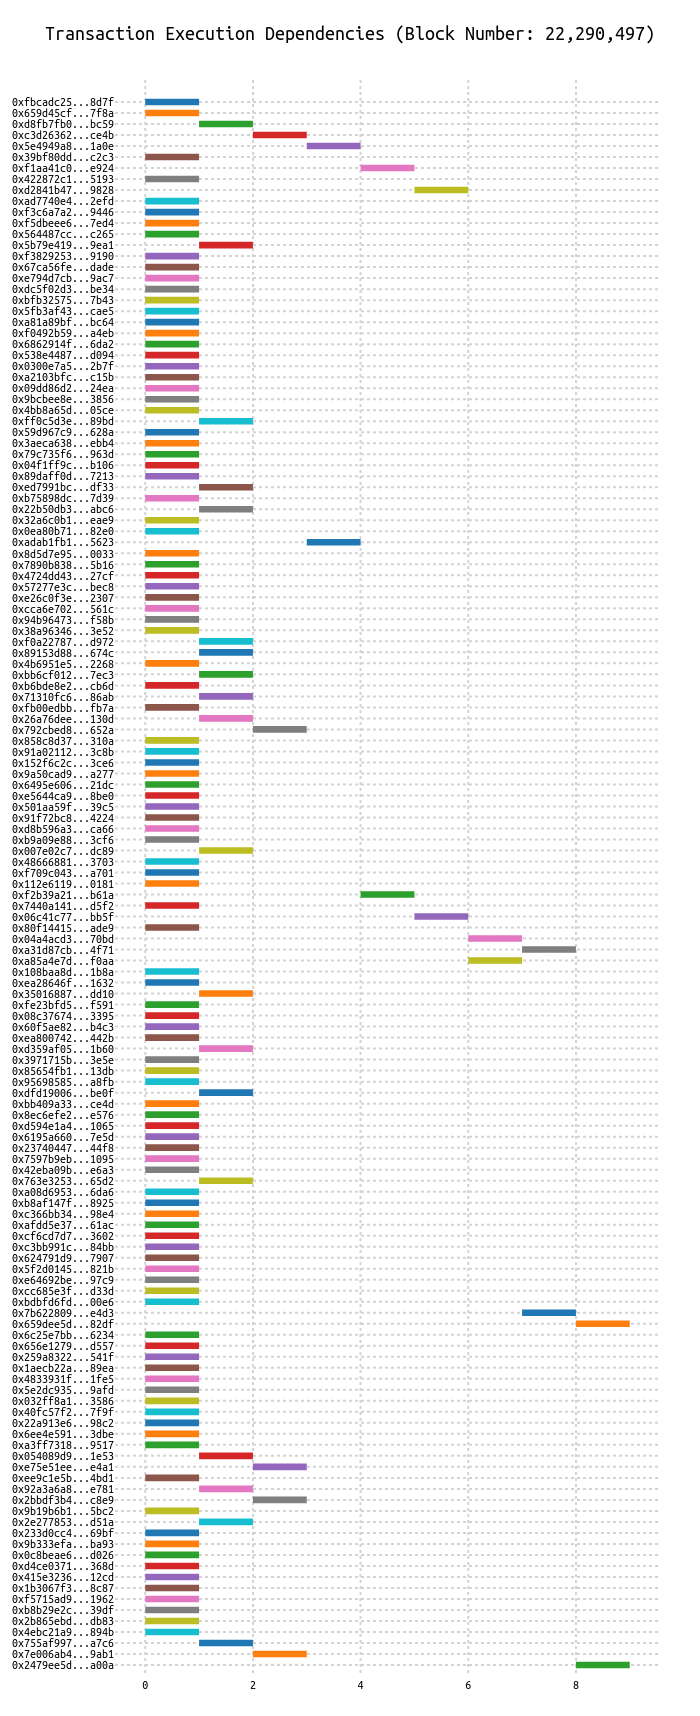 Transaction Execution Dependencies (Block Number: 22,290,497)
0xfbcadc25...8d7f
0x659d45cf...7f8a
0xd8fb7fb0...bc59
0xc3d26362...ce4b
0x5e4949a8...1a0e
0x39bf80dd...c2c3
0xf1aa41c0...e924
0x422872c1...5193
0xd2841b47...9828
0xad7740e4...2efd
0xf3c6a7a2...9446
0xf5dbeee6...7ed4
0x564487cc...c265
0x5b79e419...9ea1
0xf3829253...9190
0x67ca56fe...dade
0xe794d7cb...9ac7
0xdc5f02d3...be34
0xbfb32575...7b43
0x5fb3af43...cae5
0xa81a89bf...bc64
0xf0492b59...a4eb
0x6862914f...6da2
0x538e4487...d094
0x0300e7a5...2b7f
0xa2103bfc...c15b
0x09dd86d2...24ea
0x9bcbee8e...3856
0x4bb8a65d...05ce
0xff0c5d3e...89bd
0x59d967c9...628a
0x3aeca638...ebb4
0x79c735f6...963d
0x04f1ff9c...b106
0x89daff0d...7213
0xed7991bc...df33
0xb75898dc...7d39
0x22b50db3...abc6
0x32a6c0b1...eae9
0x0ea80b71...82e0
0xadab1fb1...5623
0x8d5d7e95...0033
0x7890b838...5b16
0x4724dd43...27cf
0x57277e3c...bec8
0xe26c0f3e...2307
0xcca6e702...561c
0x94b96473...f58b
0x38a96346...3e52
0xf0a22787...d972
0x89153d88...674c
0x4b6951e5...2268
0xbb6cf012...7ec3
0xb6bde8e2...cb6d
0x71310fc6...86ab
0xfb00edbb...fb7a
0x26a76dee...130d
0x792cbed8...652a
0x858c8d37...310a
0x91a02112...3c8b
0x152f6c2c...3ce6
0x9a50cad9...a277
0x6495e606...21dc
0xe5644ca9...8be0
0x501aa59f...39c5
0x91f72bc8...4224
0xd8b596a3...ca66
0xb9a09e88...3cf6
0x007e02c7...dc89
0x48666881...3703
0xf709c043...a701
0x112e6119...0181
0xf2b39a21...b61a
0x7440a141...d5f2
0x06c41c77...bb5f
0x80f14415...ade9
0x04a4acd3...70bd
0xa31d87cb...4f71
0xa85a4e7d...f0aa
0x108baa8d...1b8a
0xea28646f...1632
0x35016887...dd10
0xfe23bfd5...f591
0x08c37674...3395
0x60f5ae82...b4c3
0xea800742...442b
0xd359af05...1b60
0x3971715b...3e5e
0x85654fb1...13db
0x95698585...a8fb
0xdfd19006...be0f
0xbb409a33...ce4d
0x8ec6efe2...e576
0xd594e1a4...1065
0x6195a660...7e5d
0x23740447...44f8
0x7597b9eb...1095
0x42eba09b...e6a3
0x763e3253...65d2
0xa08d6953...6da6
0xb8af147f...8925
0xc366bb34...98e4
0xafdd5e37...61ac
0xcf6cd7d7...3602
0xc3bb991c...84bb
0x624791d9...7907
0x5f2d0145...821b
0xe64692be...97c9
0xcc685e3f...d33d
0xbdbfd6fd...00e6
0x7b622809...e4d3
0x659dee5d...82df
0x6c25e7bb...6234
0x656e1279...d557
0x259a8322...541f
0x1aecb22a...89ea
0x4833931f...1fe5
0x5e2dc935...9afd
0x032ff8a1...3586
0x40fc57f2...7f9f
0x22a913e6...98c2
0x6ee4e591...3dbe
0xa3ff7318...9517
0x054089d9...1e53
0xe75e51ee...e4a1
0xee9c1e5b...4bd1
0x92a3a6a8...e781
0x2bbdf3b4...c8e9
0x9b19b6b1...5bc2
0x2e277853...d51a
0x233d0cc4...69bf
0x9b333efa...ba93
0x0c8beae6...d026
0xd4ce0371...368d
0x415e3236...12cd
0x1b3067f3...8c87
0xf5715ad9...1962
0xb8b29e2c...39df
0x2b865ebd...db83
0x4ebc21a9...894b
0x755af997...a7c6
0x7e006ab4...9ab1
0x2479ee5d...a00a
0 2 4 6 8